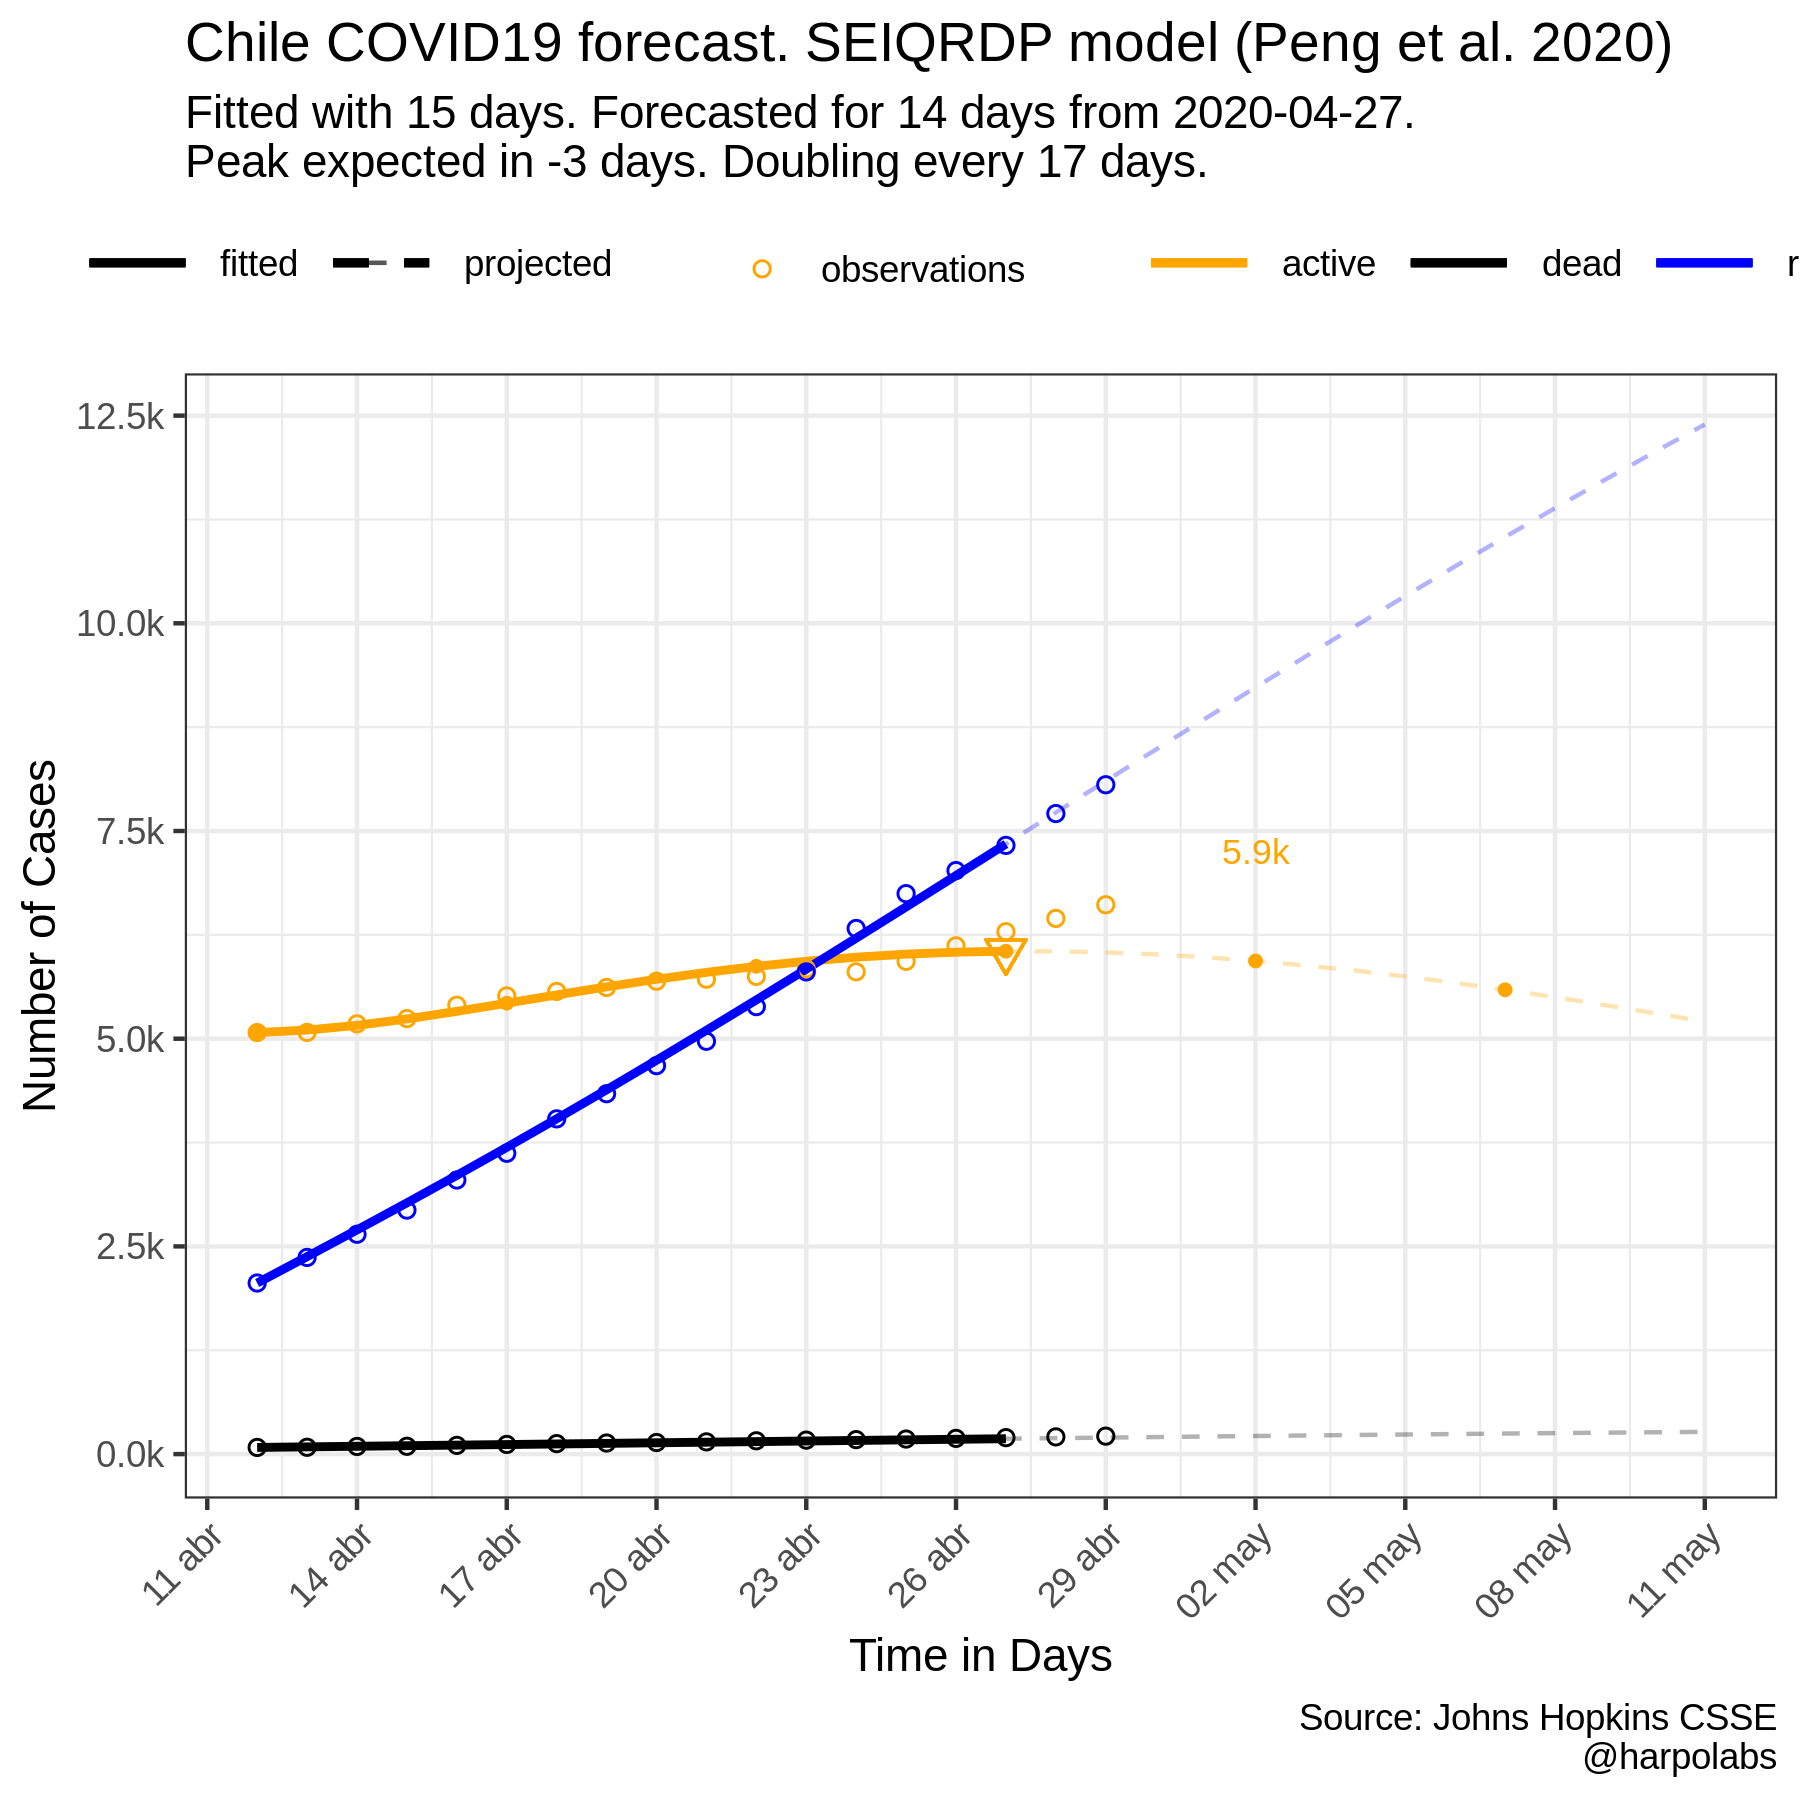 Chile COVID19 forecast. SEIQRDP model (Peng et al. 2020)
Fitted with 15 days. Forecasted for 14 days from 2020-04-27.
Peak expected in -3 days. Doubling every 17 days.
fitted projected observations active dead r
12.5k
10.0k
7.5k
5.0k
2.5k
0.0k
Number of Cases
5.9k
11 abr
14 abr
17 abr
20 abr
23 abr
26 abr
29 abr
02 may
05 may
08 may
11 may
Time in Days
Source: Johns Hopkins CSSE
@harpolabs